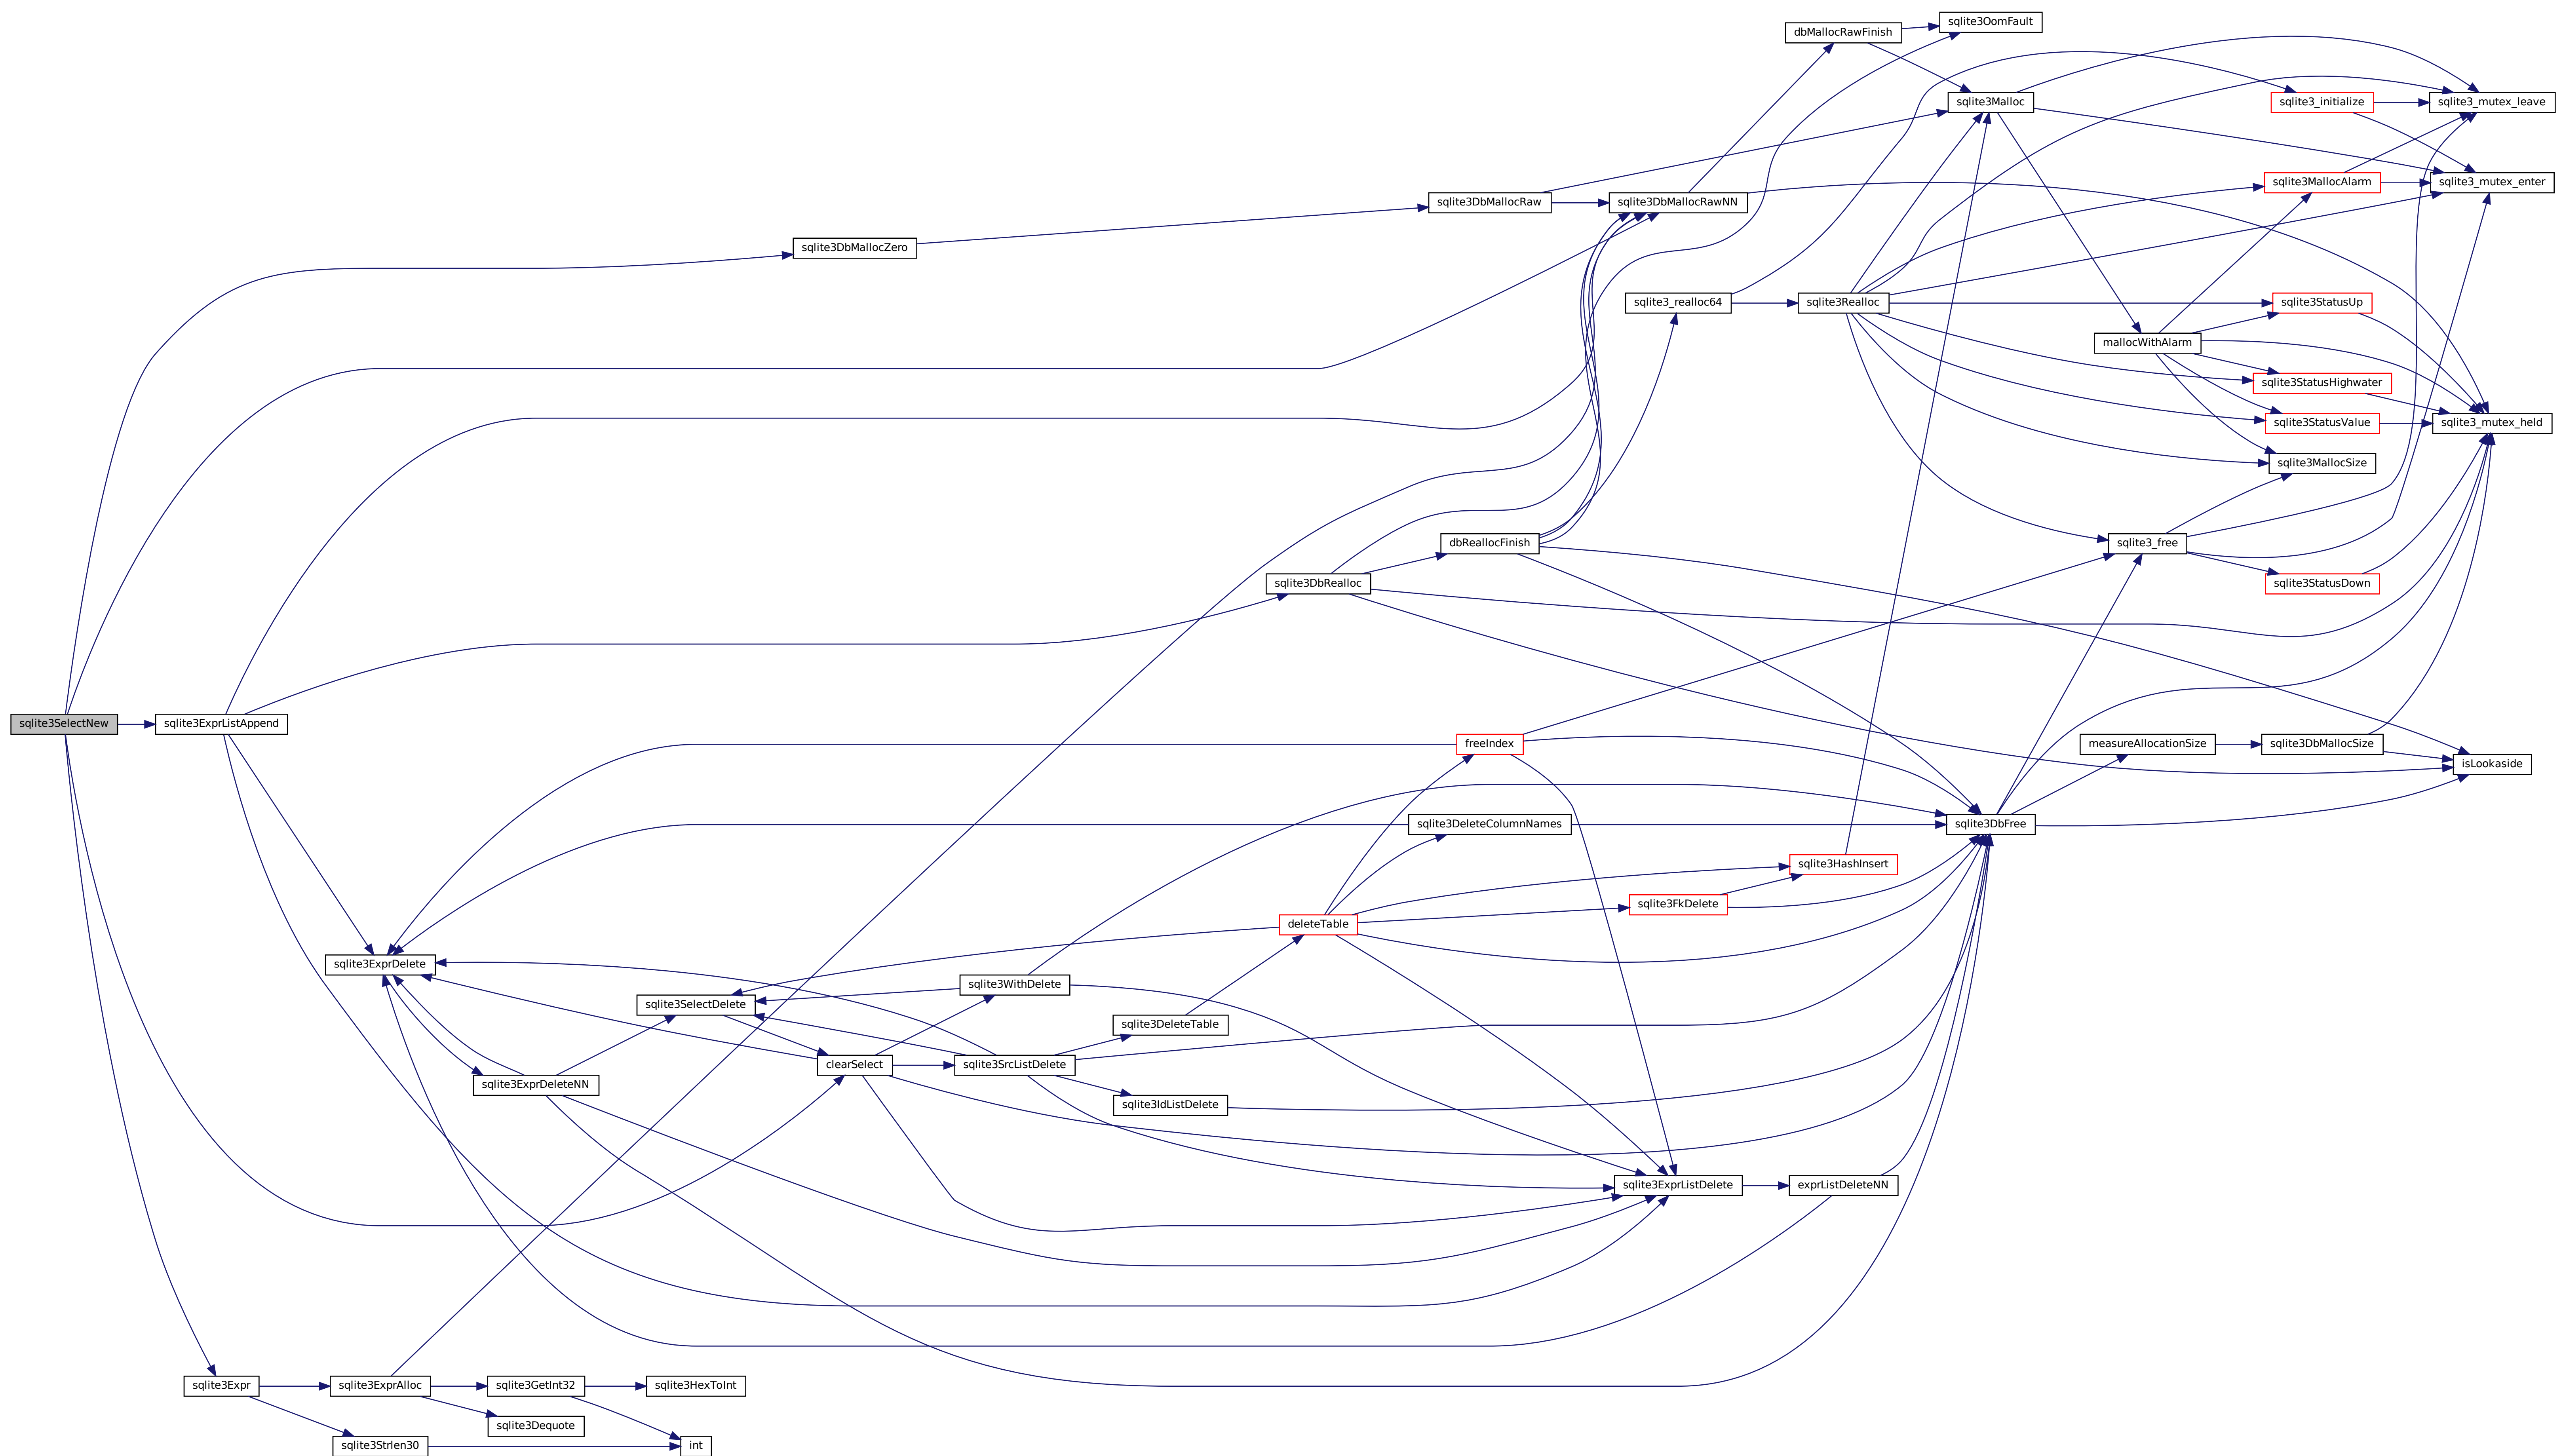 sqlite3OomFault
dbMallocRawFinish
sqlite3Malloc
sqlite3_initialize
sqlite3_mutex_leave
sqlite3MallocAlarm
sqlite3_mutex_enter
sqlite3DbMallocRaw
sqlite3DbMallocRawNN
sqlite3DbMallocZero
sqlite3_realloc64
sqlite3Realloc
sqlite3StatusUp
mallocWithAlarm
sqlite3StatusHighwater
sqlite3StatusValue
sqlite3_mutex_held
sqlite3MallocSize
dbReallocFinish
sqlite3_free
sqlite3DbRealloc
sqlite3StatusDown
sqlite3SelectNew
sqlite3ExprListAppend
freeIndex
measureAllocationSize
sqlite3DbMallocSize
isLookaside
sqlite3DeleteColumnNames
sqlite3DbFree
sqlite3HashInsert
sqlite3FkDelete
deleteTable
sqlite3ExprDelete
sqlite3WithDelete
sqlite3SelectDelete
sqlite3DeleteTable
clearSelect
sqlite3SrcListDelete
sqlite3ExprDeleteNN
sqlite3IdListDelete
sqlite3ExprListDelete
exprListDeleteNN
sqlite3Expr
sqlite3ExprAlloc
sqlite3GetInt32
sqlite3HexToInt
sqlite3Dequote
sqlite3Strlen30
int